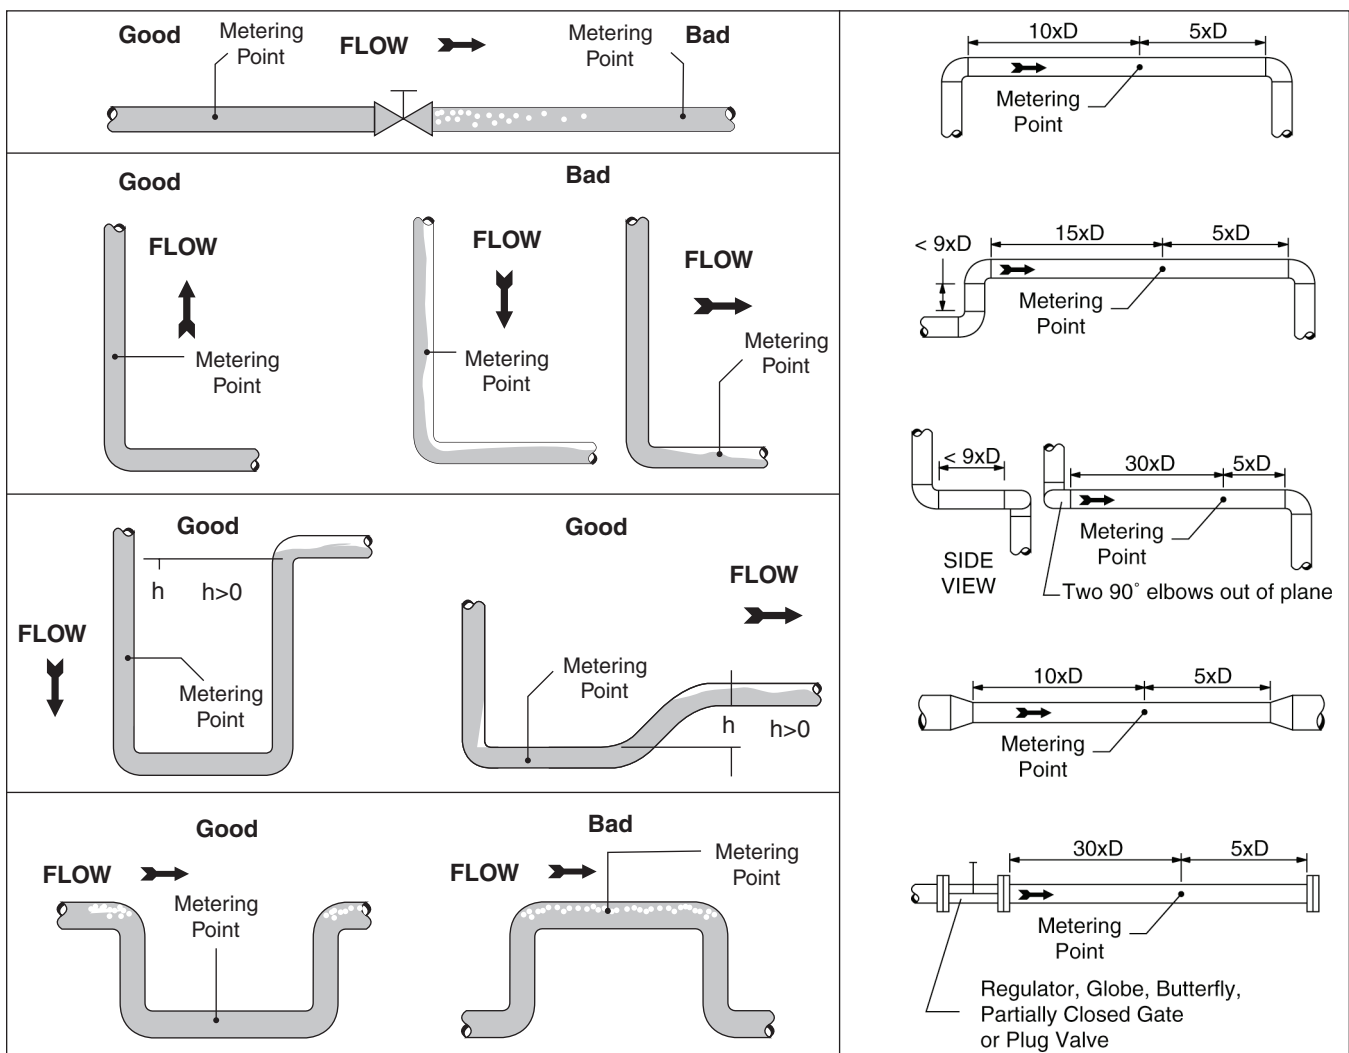 Good
Metering
Point
FLOW
Metering
Point
Bad
Good
FLOW
Metering
Point
Bad
FLOW
Metering
Point
FLOW
Metering
Point
Good
h
h>0
FLOW
Metering
Point
Good
FLOW
Metering
Point
h
h>0
Good
FLOW
Metering
Point
Bad
FLOW
Metering
Point
10xD
5xD
Metering
Point
< 9xD
15xD
5xD
Metering
Point
< 9xD
30xD
5xD
Metering
Point
SIDE
VIEW
Two 90˚ elbows out of plane
10xD
5xD
Metering
Point
30xD
5xD
Metering
Point
Regulator, Globe, Butterfly,
Partially Closed Gate
or Plug Valve